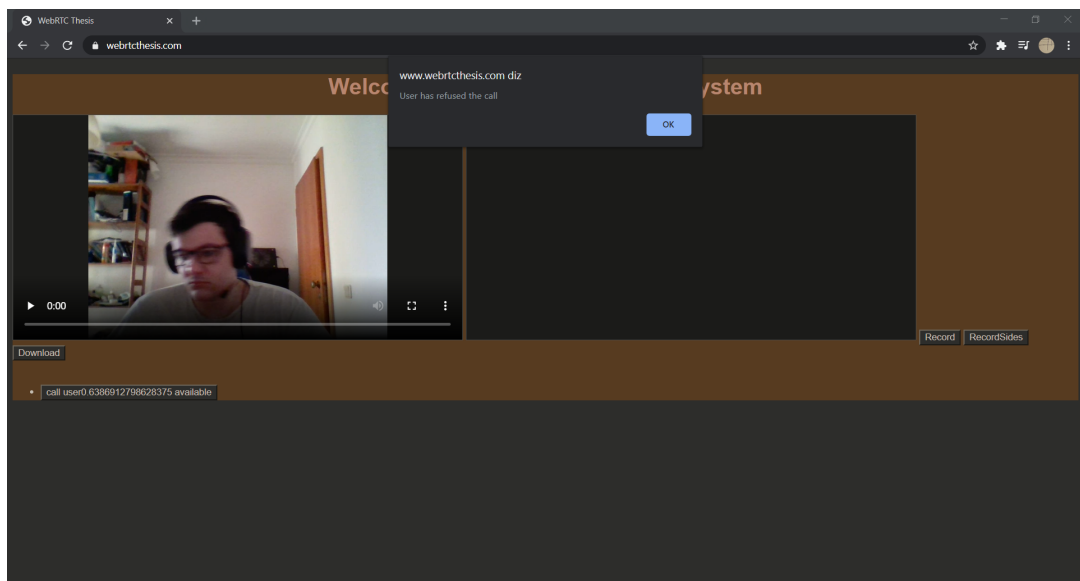 WebRTC Thesis
webrtcthesis.com
Welc
ystem
www.webrtcthesis.com diz
User has refused the call
OK
0:00
Record
RecordSides
Download
call user0.6386912798628375 available